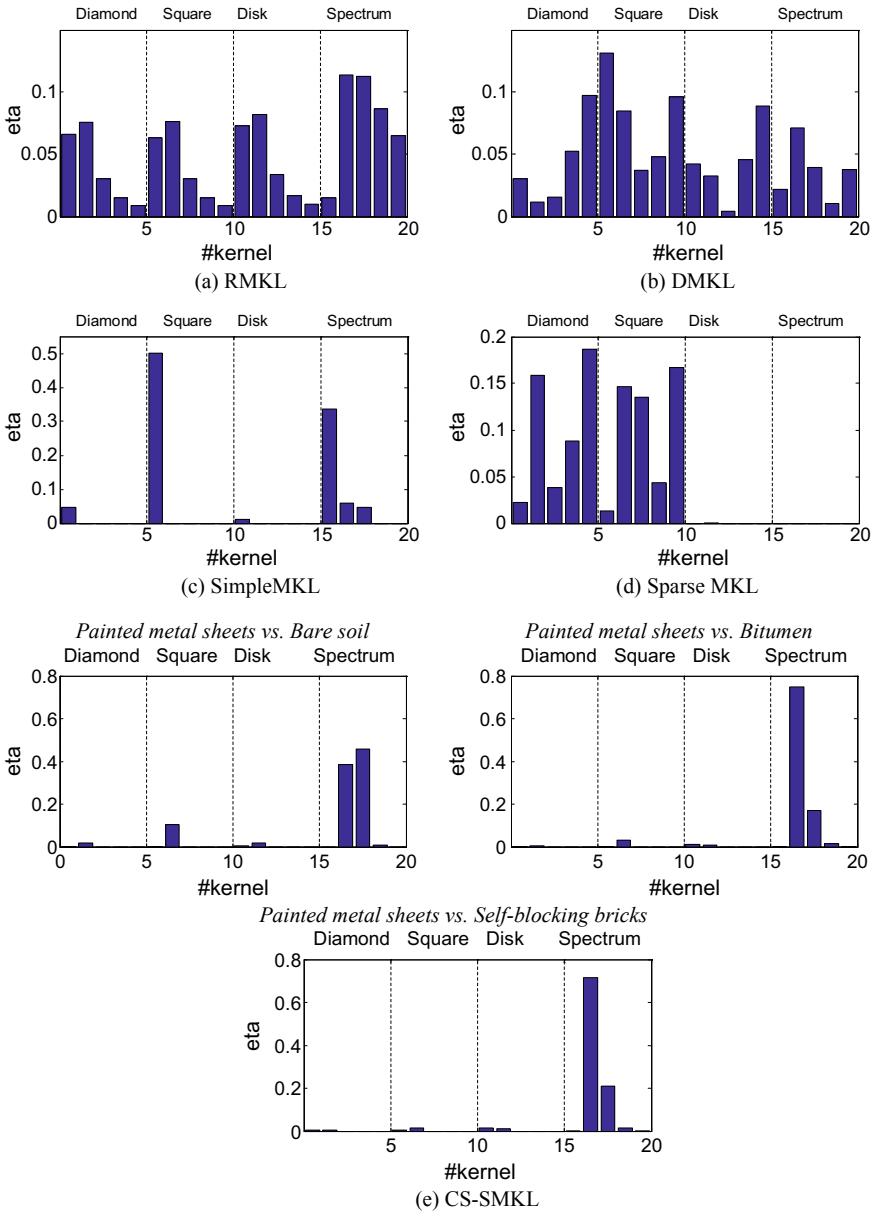 Diamond Square Disk Spectrum
0.1
0.05
0
eta
5 10 15 20
#kernel
(a) RMKL
Diamond Square Disk Spectrum
0.1
0.05
0
eta
5 10 15 20
#kernel
(b) DMKL
Diamond Square Disk Spectrum
0.5
0.4
0.3
0.2
0.1
0
eta
5 10 15 20
#kernel
(c) SimpleMKL
Diamond Square Disk Spectrum
0.2
0.15
0.1
0.05
0
eta
5 10 15 20
#kernel
(d) Sparse MKL
Painted metal sheets vs. Bare soil
Diamond Square Disk Spectrum
0.8
0.6
0.4
0.2
0
eta
0 5 10 15 20
#kernel
Painted metal sheets vs. Bitumen
Diamond Square Disk Spectrum
0.8
0.6
0.4
0.2
0
eta
5 10 15 20
#kernel
Painted metal sheets vs. Self-blocking bricks
Diamond Square Disk Spectrum
0.8
0.6
0.4
0.2
0
eta
5 10 15 20
#kernel
(e) CS-SMKL